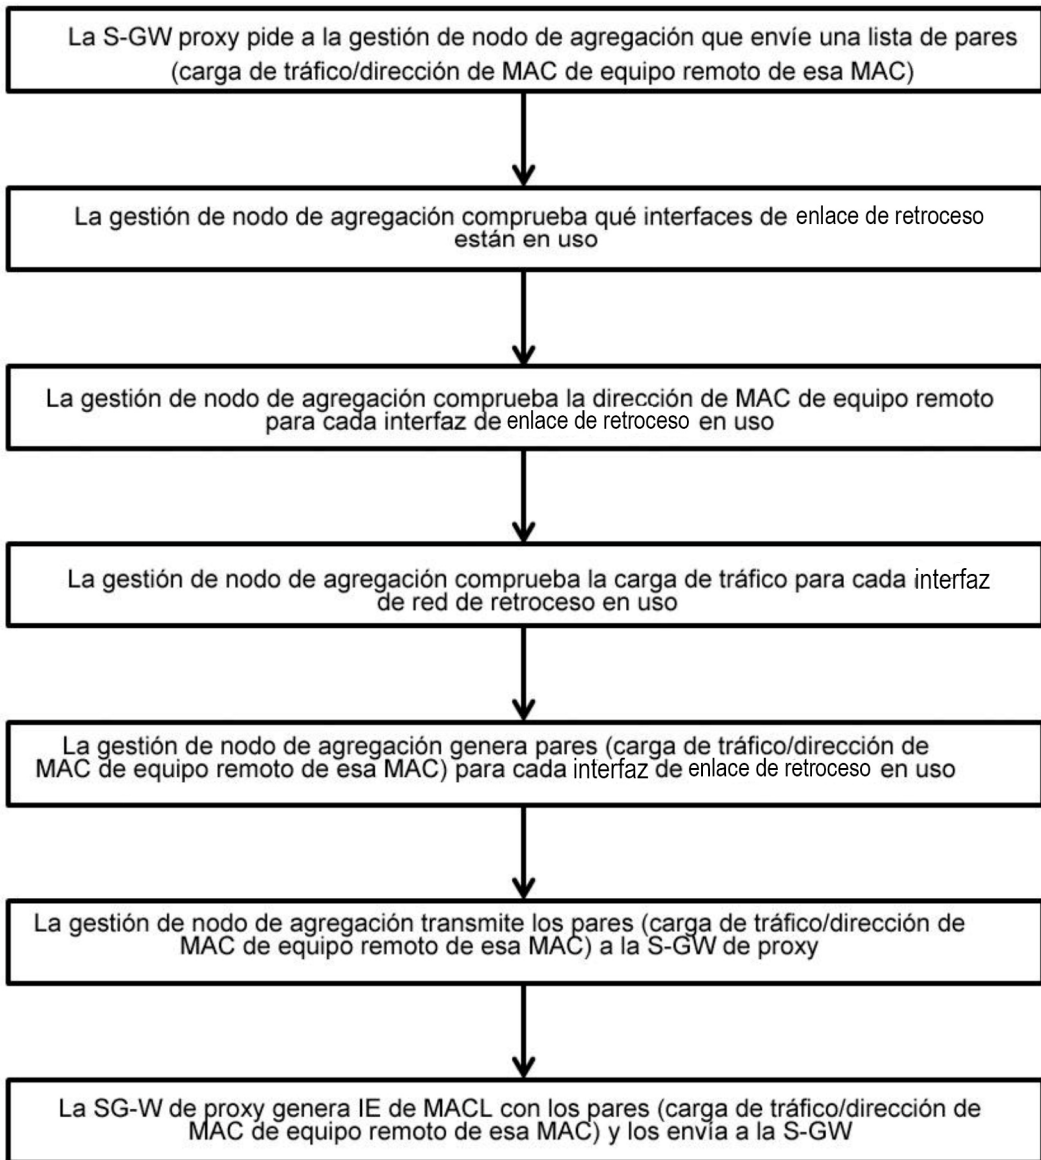 La S-GW proxy pide a la gestión de nodo de agregación que envíe una lista de pares
(carga de tráfico/dirección de MAC de equipo remoto de esa MAC)
La gestión de nodo de agregación comprueba qué interfaces de enlace de retroceso
están en uso
La gestión de nodo de agregación comprueba la dirección de MAC de equipo remoto
para cada interfaz de enlace de retroceso en uso
La gestión de nodo de agregación comprueba la carga de tráfico para cada interfaz
de red de retroceso en uso
La gestión de nodo de agregación genera pares (carga de tráfico/dirección de
MAC de equipo remoto de esa MAC) para cada interfaz de enlace de retroceso en uso
La gestión de nodo de agregación transmite los pares (carga de tráfico/dirección de
MAC de equipo remoto de esa MAC) a la S-GW de proxy
La SG-W de proxy genera IE de MACL con los pares (carga de tráfico/dirección de
MAC de equipo remoto de esa MAC) y los envía a la S-GW